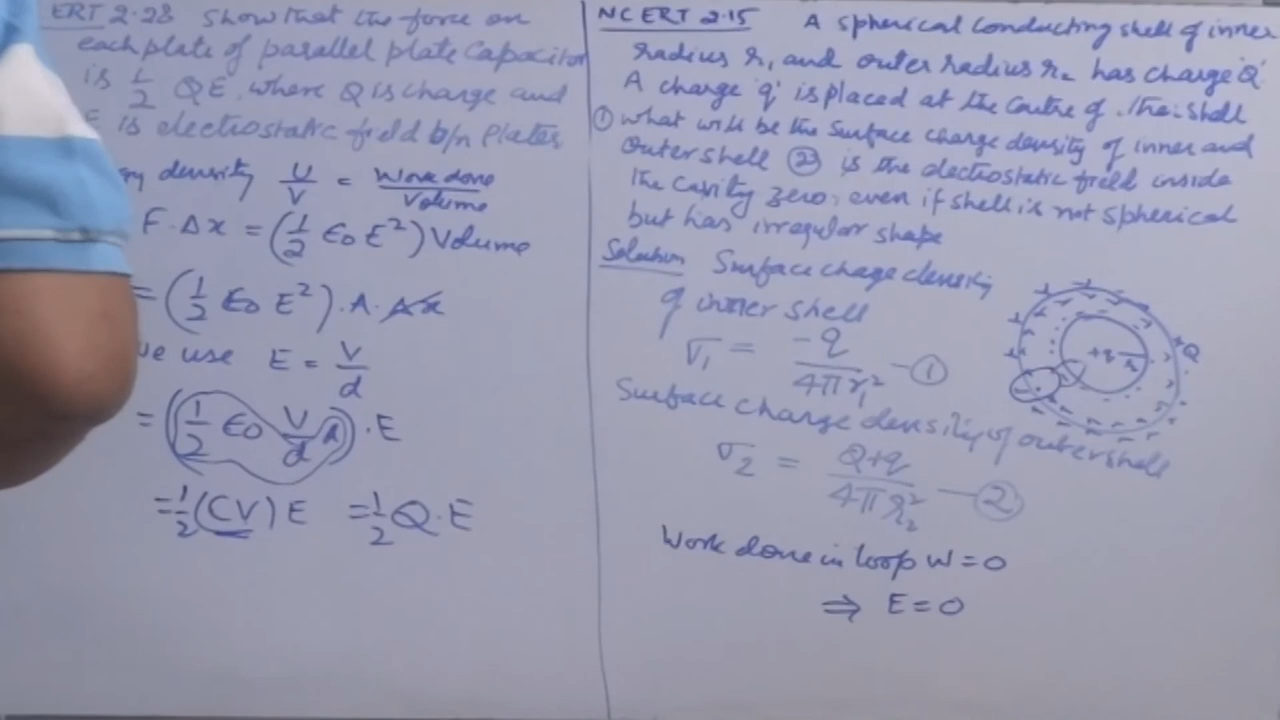 ERT 2.28 Show that the force on
each plate of parallel plate Capacitor
is 1/2 QE, where Q is charge and
E is electrostatic field b/n Plates
density U/V = Work done/Volume
F.Δx = (1/2 ε0 E²) Volume
= (1/2 ε0 E²).A.Δx
we use E = V/d
= (1/2 ε0 V/d A).E
=1/2(CV)E =1/2 Q.E
NCERT 2.15 A spherical conducting shell of inner
radius r1 and outer radius r2 has charge 'Q'
A charge 'q' is placed at the Centre of the shell
① what will be the surface charge density of inner and
Outer shell ② is the electrostatic field inside
the Cavity zero, even if shell is not spherical
but has irregular shape
Solution Surface chage density
of inner shell
σ1 = -q/4πr1² —①
Surface charge density of outer shell
σ2 = Q+q/4πr2² —②
Work done in loop W=0
⇒ E=0
+q r1
Q